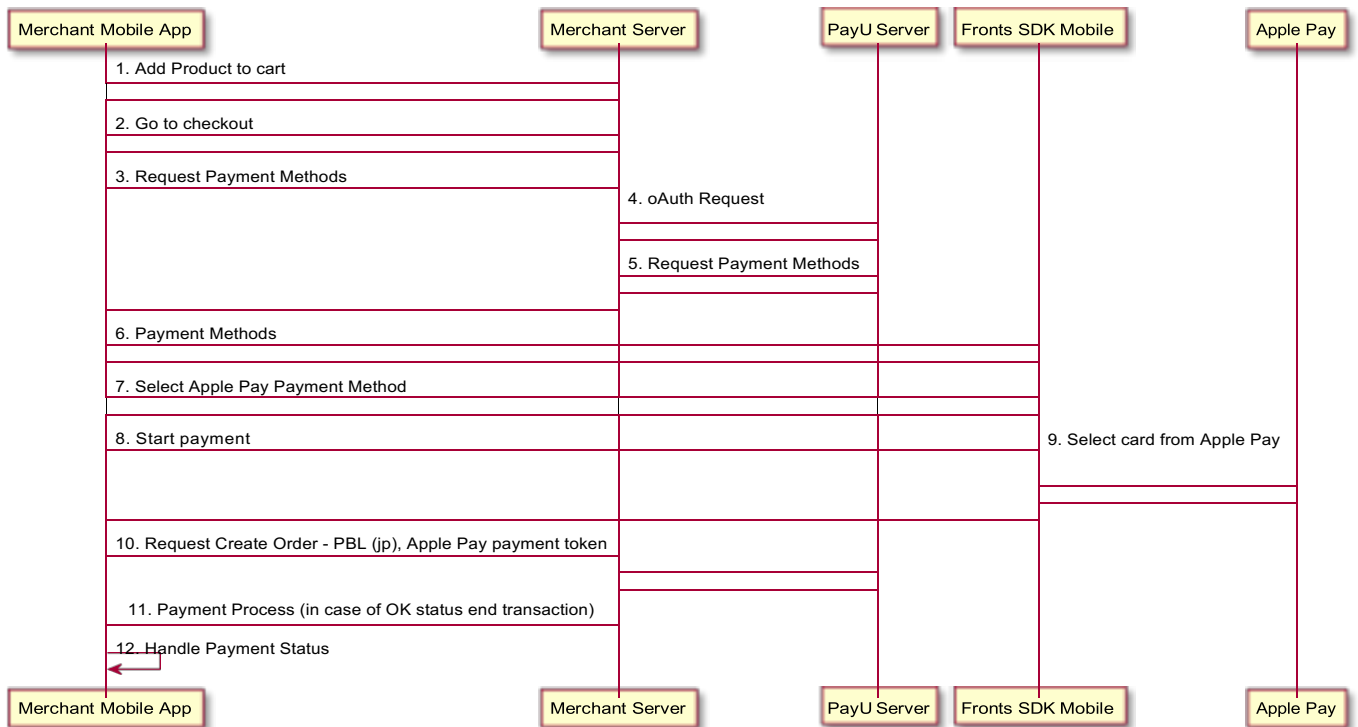 Merchant Mobile App
Merchant Server
PayU Server
Fronts SDK Mobile
Apple Pay
1. Add Product to cart
2. Go to checkout
3. Request Payment Methods
4. oAuth Request
5. Request Payment Methods
6. Payment Methods
7. Select Apple Pay Payment Method
8. Start payment
9. Select card from Apple Pay
10. Request Create Order - PBL (jp), Apple Pay payment token
11. Payment Process (in case of OK status end transaction)
12. Handle Payment Status
Merchant Mobile App
Merchant Server
PayU Server
Fronts SDK Mobile
Apple Pay